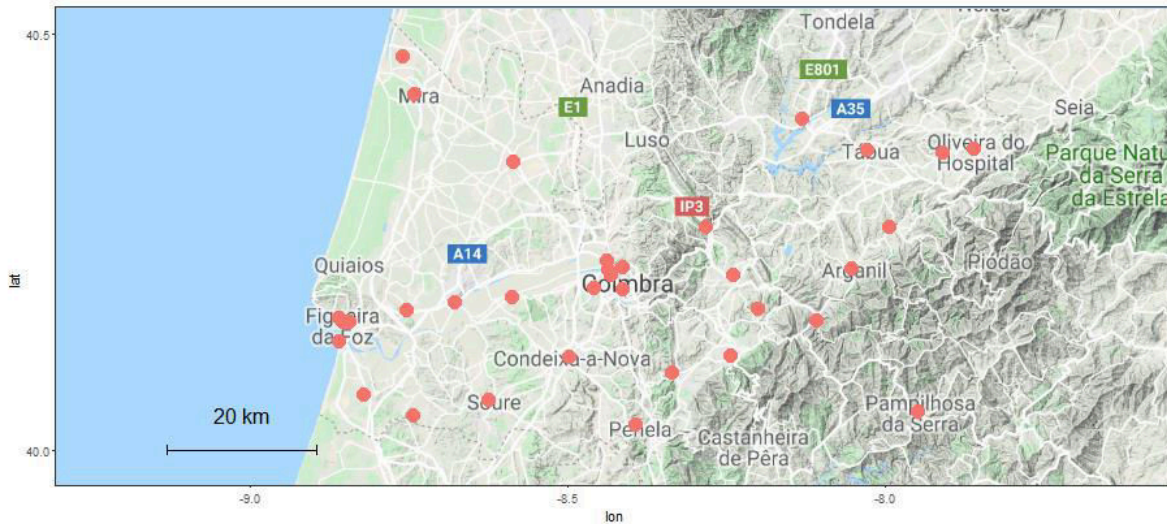 Tondela
40.5
E801
Anadia
Mira
A35
E1
Seia
Luso
Tábua
Oliveira do
Hospital
Parque Natu
da Serra
da Estrela
IP3
A14
Quiaios
Arganil
Piódão
lat
Coimbra
Figueira
da Foz
Condeixa-a-Nova
Soure
Pampilhosa
da Serra
20 km
Penela
Castanheira
de Pêra
40.0
-9.0
-8.5
-8.0
lon